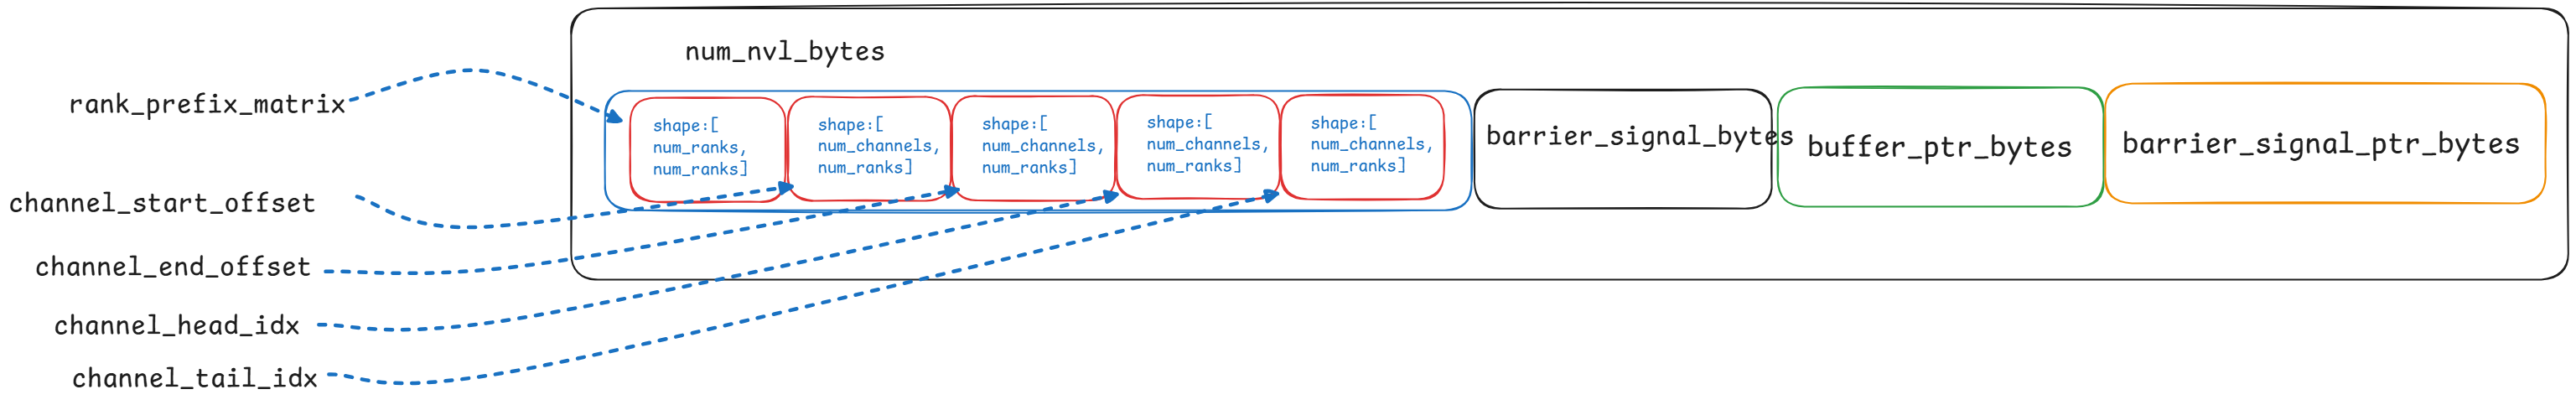 num_nvl_bytes
rank_prefix_matrix
shape:[
num_ranks,
num_ranks]
shape:[
num_channels,
num_ranks]
shape:[
num_channels,
num_ranks]
shape:[
num_channels,
num_ranks]
shape:[
num_channels,
num_ranks]
barrier_signal_bytes
buffer_ptr_bytes
barrier_signal_ptr_bytes
channel_start_offset
channel_end_offset
channel_head_idx
channel_tail_idx